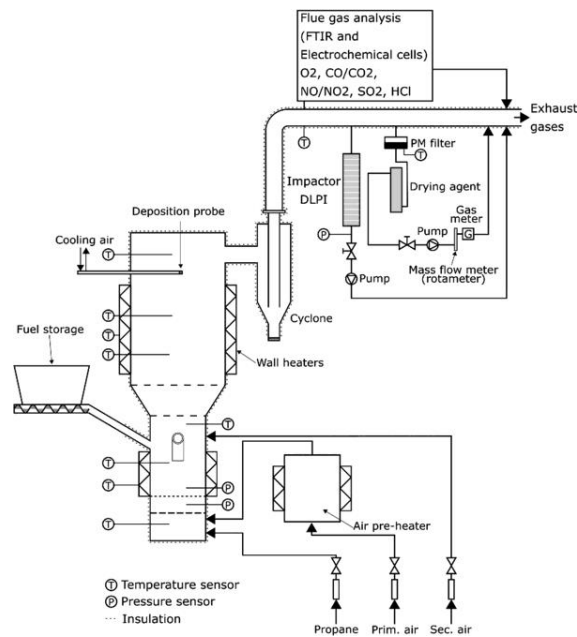 Flue gas analysis
(FTIR and
Electrochemical cells)
O2, CO/CO2,
NO/NO2, SO2, HCl
Exhaust
gases
T
PM filter
T
Impactor
DLPI
Drying agent
Gas
meter
Pump
G
P
Mass flow meter
(rotameter)
Pump
Deposition probe
Cooling air
T
Cyclone
T
T
T
Wall heaters
Fuel storage
T
T
T
P
P
T
Air pre-heater
T Temperature sensor
P Pressure sensor
Insulation
Propane
Prim. air
Sec. air